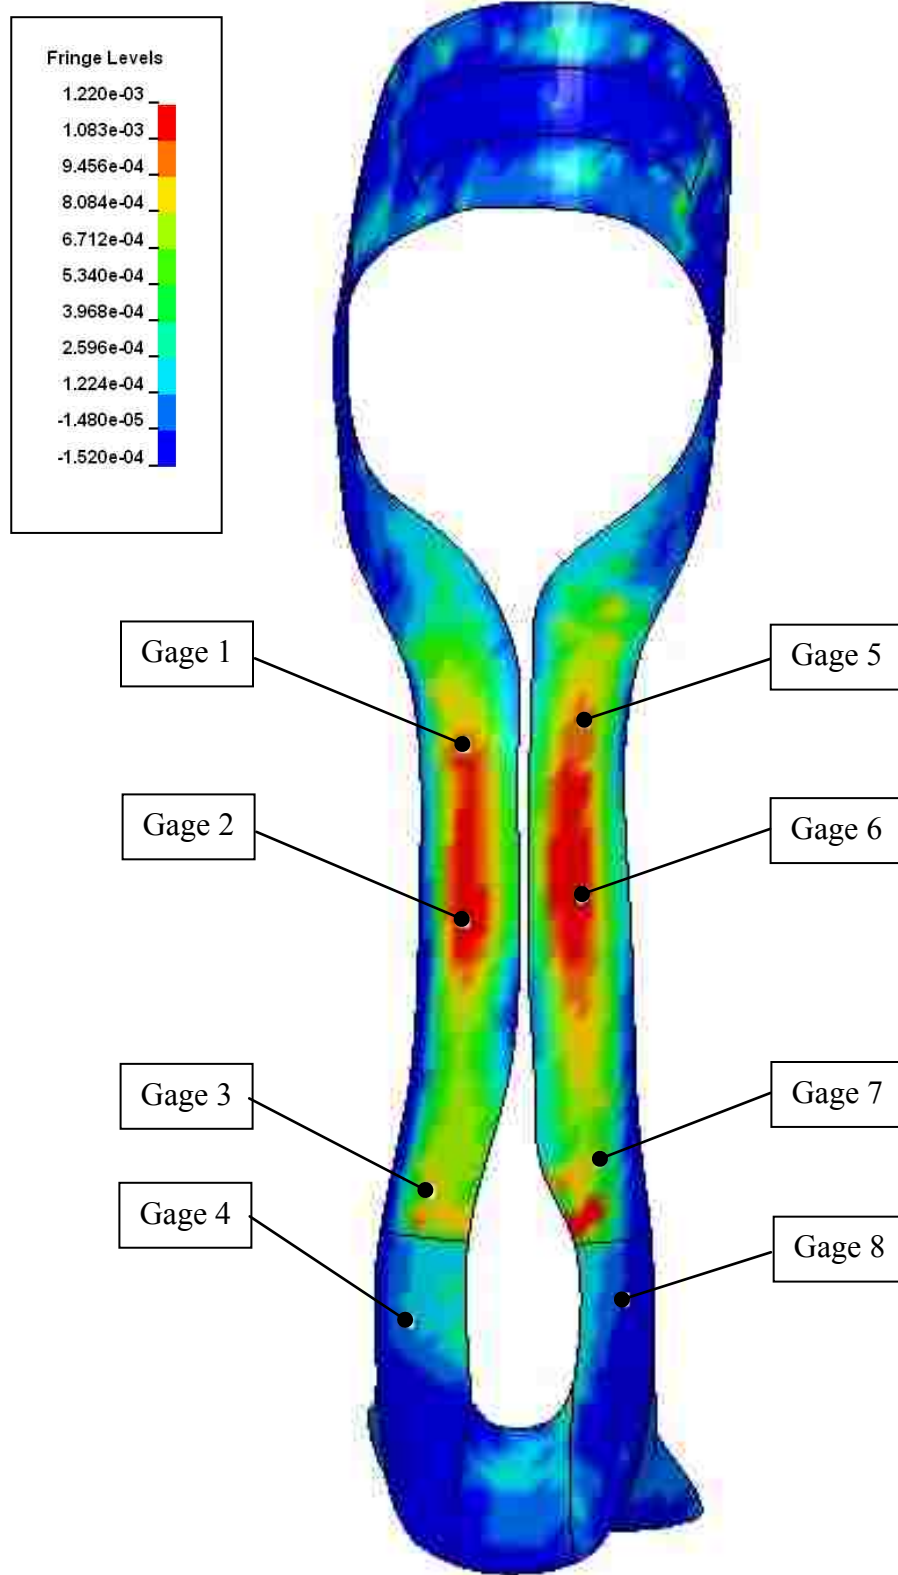 Fringe Levels
1.220e-03
1.083e-03
9.456e-04
8.084e-04
6.712e-04
5.340e-04
3.968e-04
2.596e-04
1.224e-04
-1.480e-05
-1.520e-04
Gage 1
Gage 5
Gage 2
Gage 6
Gage 3
Gage 7
Gage 4
Gage 8